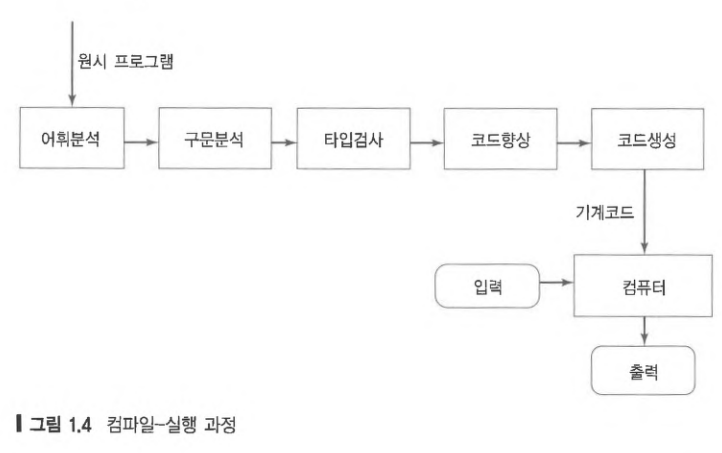 원시 프로그램
어휘분석
구문분석
타입검사
코드향상
코드생성
기계코드
입력
컴퓨터
출력
그림 1.4 컴파일-실행 과정